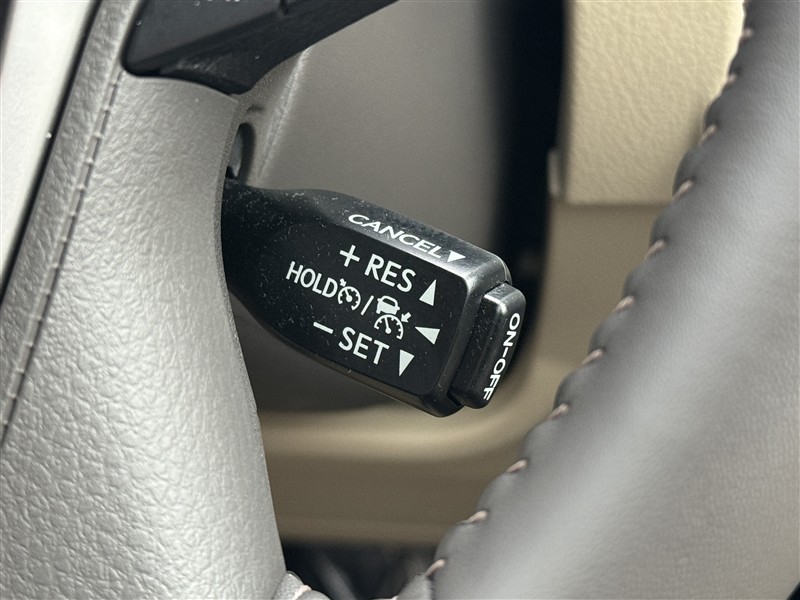 CANCEL▼
+ RES ▲
HOLD / ◀
− SET ▼
ON-OFF